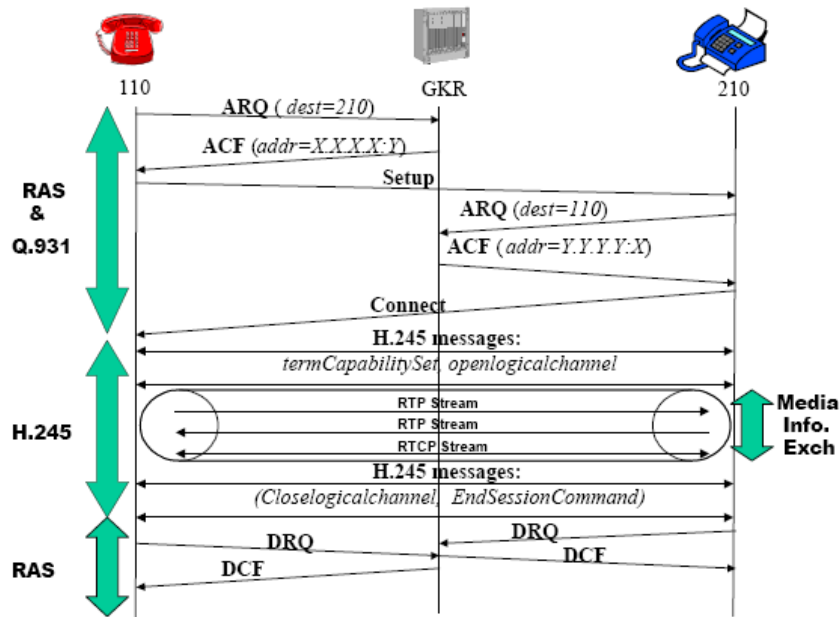 110
GKR
210
ARQ ( dest=210)
ACF (addr=X.X.X.X:Y)
Setup
RAS
&
Q.931
ARQ (dest=110)
ACF (addr=Y.Y.Y.Y:X)
Connect
H.245 messages:
termCapabilitySet, openlogicalchannel
H.245
RTP Stream
RTP Stream
RTCP Stream
Media
Info.
Exch
H.245 messages:
(Closelogicalchannel, EndSessionCommand)
RAS
DRQ
DRQ
DCF
DCF